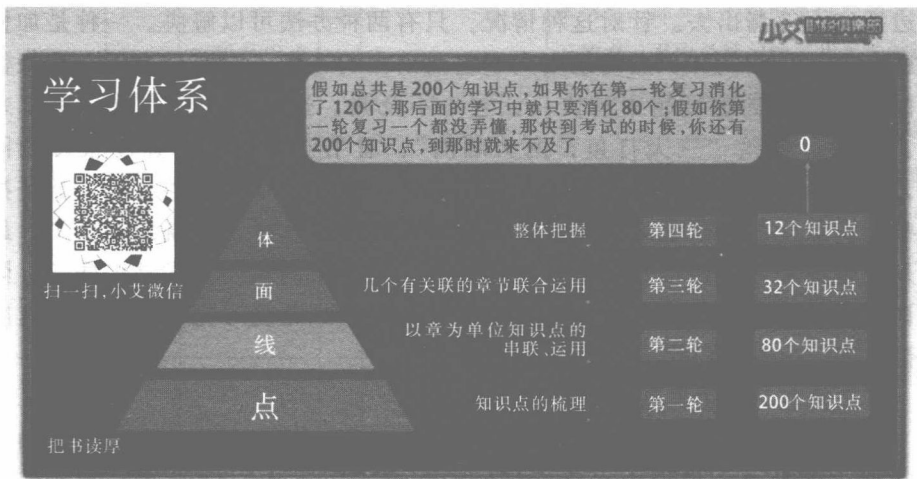 小艾财经俱乐部
学习体系
假如总共是200个知识点,如果你在第一轮复习消化
了120个,那后面的学习中就只要消化80个;假如你第
一轮复习一个都没弄懂,那快到考试的时候,你还有
200个知识点,到那时就来不及了
0
体
整体把握
第四轮
12个知识点
扫一扫,小艾微信
面
几个有关联的章节联合运用
第三轮
32个知识点
线
以章为单位知识点的
串联、运用
第二轮
80个知识点
点
知识点的梳理
第一轮
200个知识点
把书读厚